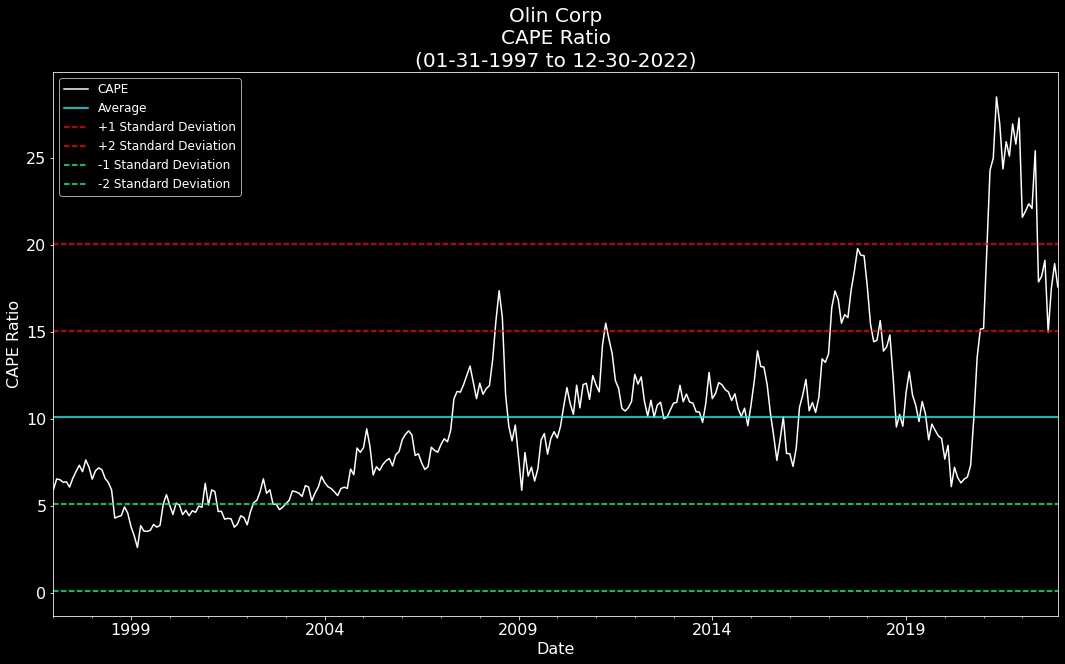 Olin Corp
CAPE Ratio
(01-31-1997 to 12-30-2022)
CAPE
Average
+1 Standard Deviation
+2 Standard Deviation
-1 Standard Deviation
-2 Standard Deviation
CAPE Ratio
25
20
15
10
5
0
1999 2004 2009 2014 2019
Date